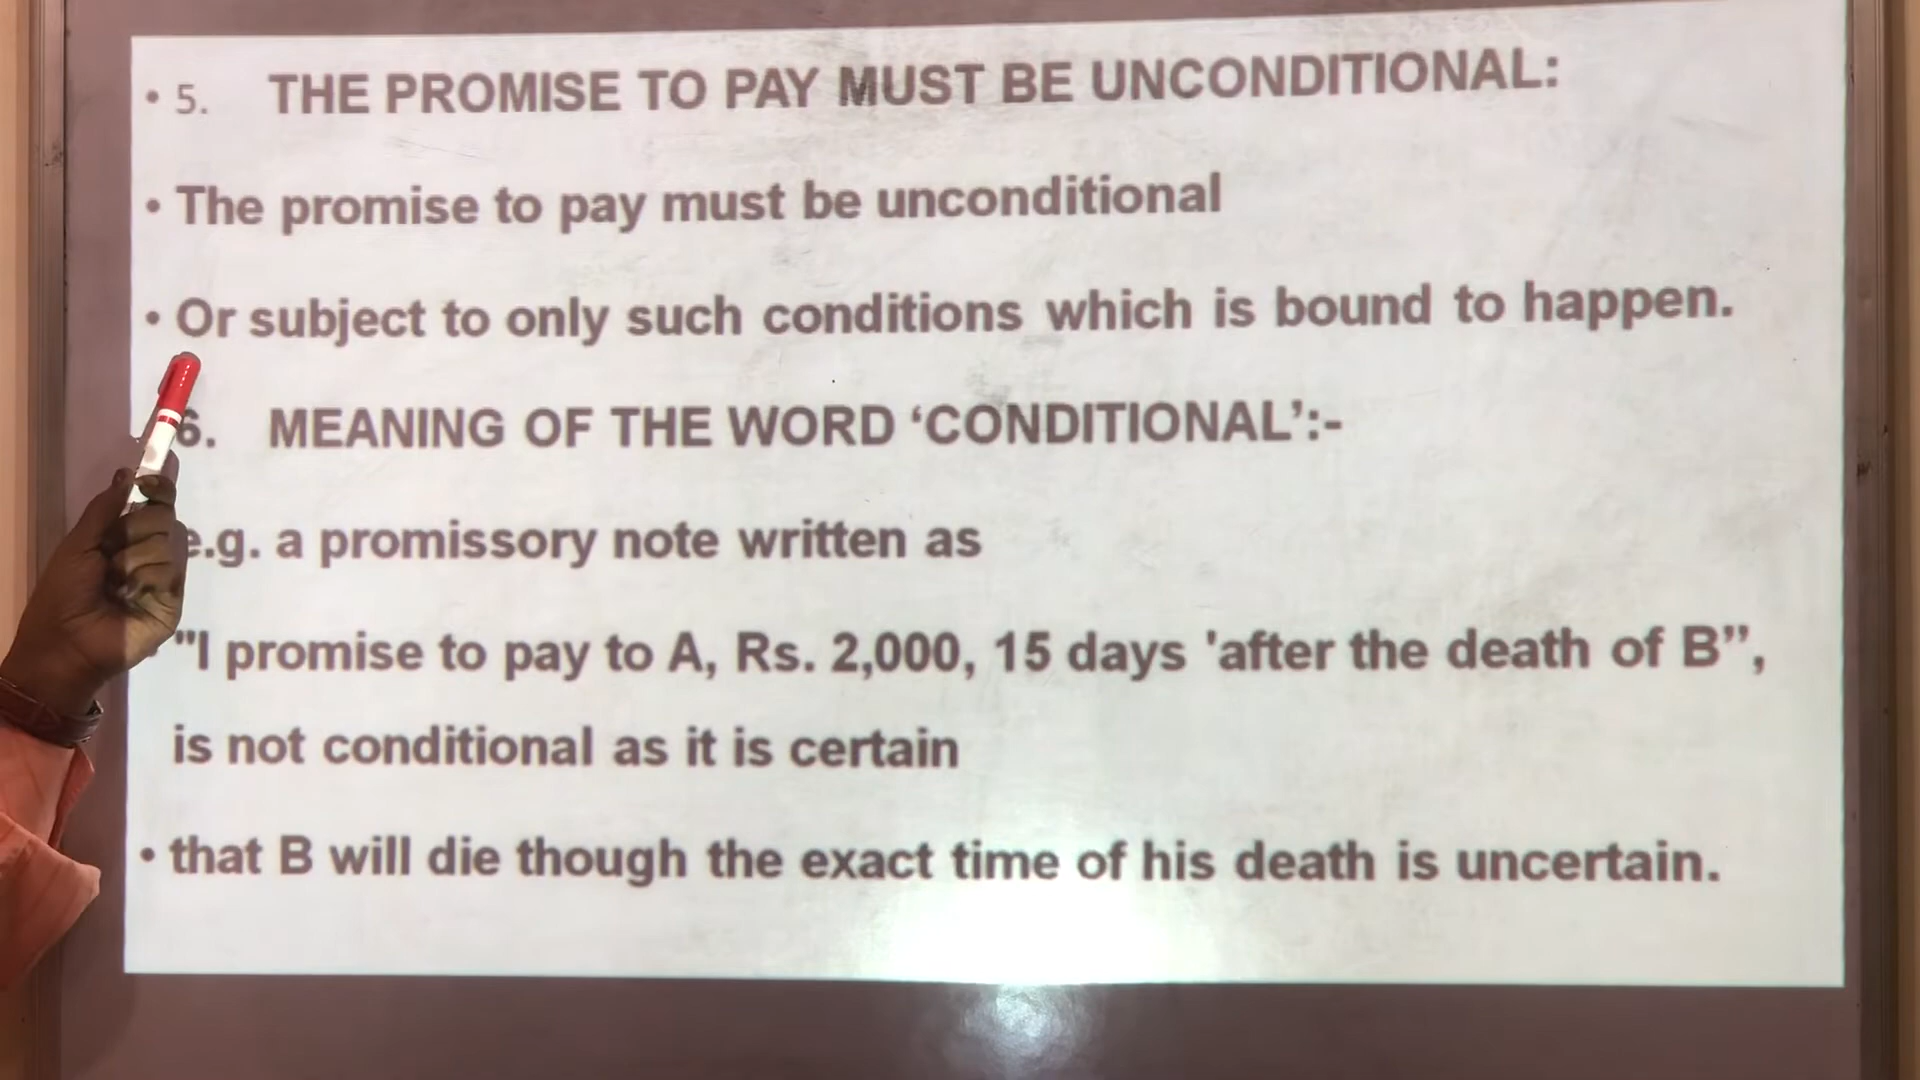 • 5. THE PROMISE TO PAY MUST BE UNCONDITIONAL:
• The promise to pay must be unconditional
• Or subject to only such conditions which is bound to happen.
6. MEANING OF THE WORD ‘CONDITIONAL’:-
e.g. a promissory note written as
"I promise to pay to A, Rs. 2,000, 15 days 'after the death of B”,
is not conditional as it is certain
• that B will die though the exact time of his death is uncertain.